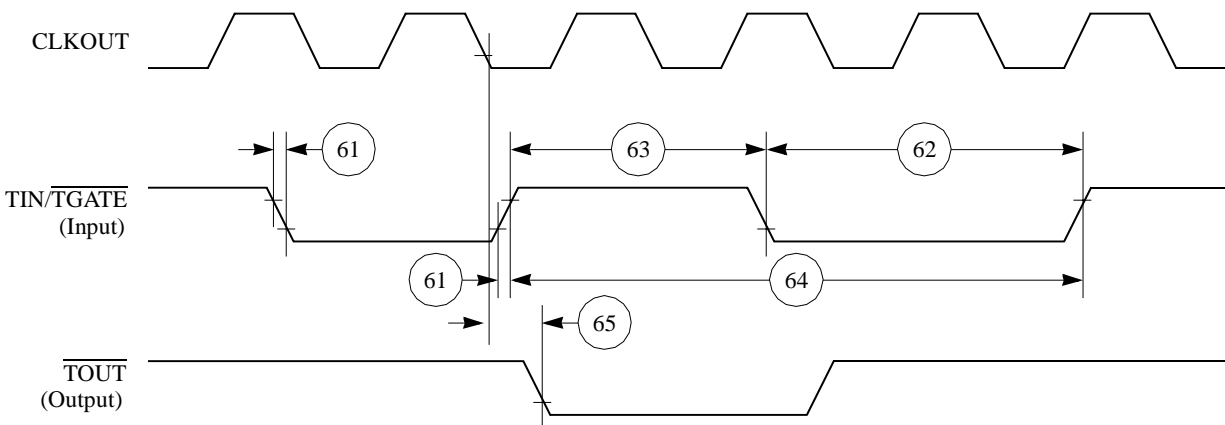 CLKOUT
61
63
62
TIN/TGATE
(Input)
61
64
65
TOUT
(Output)